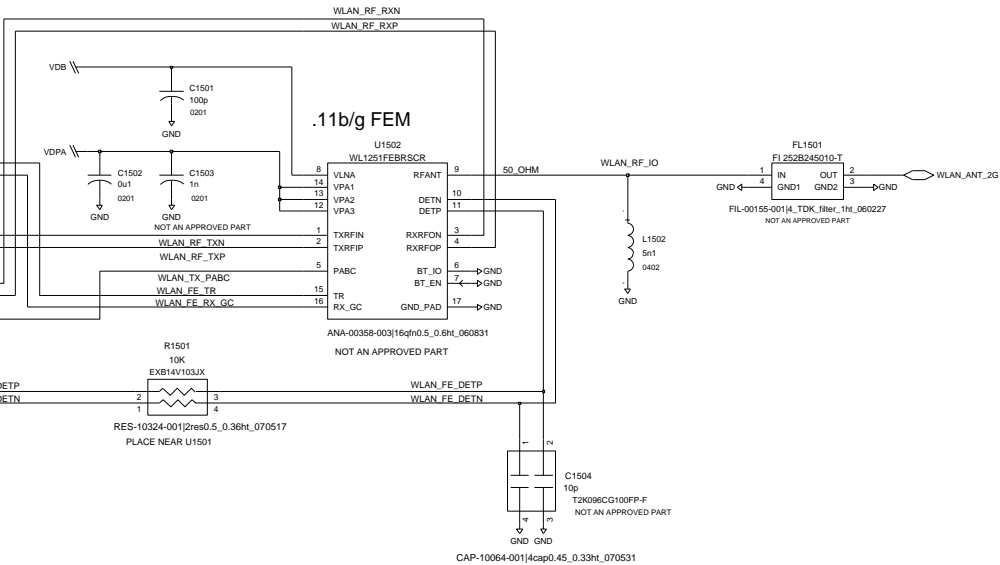 WLAN_RF_RXN
WLAN_RF_RXP
VDB
C1501
100p
0201
GND
.11b/g FEM
U1502
WL1251FEBRSCR
VDPA
C1502
0u1
0201
GND
C1503
1n
0201
GND
NOT AN APPROVED PART
8 VLNA
14 VPA1
13 VPA2
12 VPA3
1 TXRFIN
2 TXRFIP
5 PABC
15 TR
16 RX_GC
RFANT 9
DETN 10
DETP 11
RXRFON 3
RXRFOP 4
BT_IO 6 GND
BT_EN 7 GND
GND_PAD 17 GND
WLAN_RF_TXN
WLAN_RF_TXP
WLAN_TX_PABC
WLAN_FE_TR
WLAN_FE_RX_GC
ANA-00358-003|16qfn0.5_0.6ht_060831
NOT AN APPROVED PART
50_OHM
WLAN_RF_IO
L1502
5n1
0402
GND
FL1501
FI 252B245010-T
1 IN OUT 2
4 GND1 GND2 3
GND
GND
WLAN_ANT_2G
FIL-00155-001|4_TDK_filter_1ht_060227
NOT AN APPROVED PART
R1501
10K
EXB14V103JX
DETP
DETN
2 3
1 4
WLAN_FE_DETP
WLAN_FE_DETN
RES-10324-001|2res0.5_0.36ht_070517
PLACE NEAR U1501
1 2
C1504
10p
T2K096CG100FP-F
NOT AN APPROVED PART
4 3
GND GND
CAP-10064-001|4cap0.45_0.33ht_070531